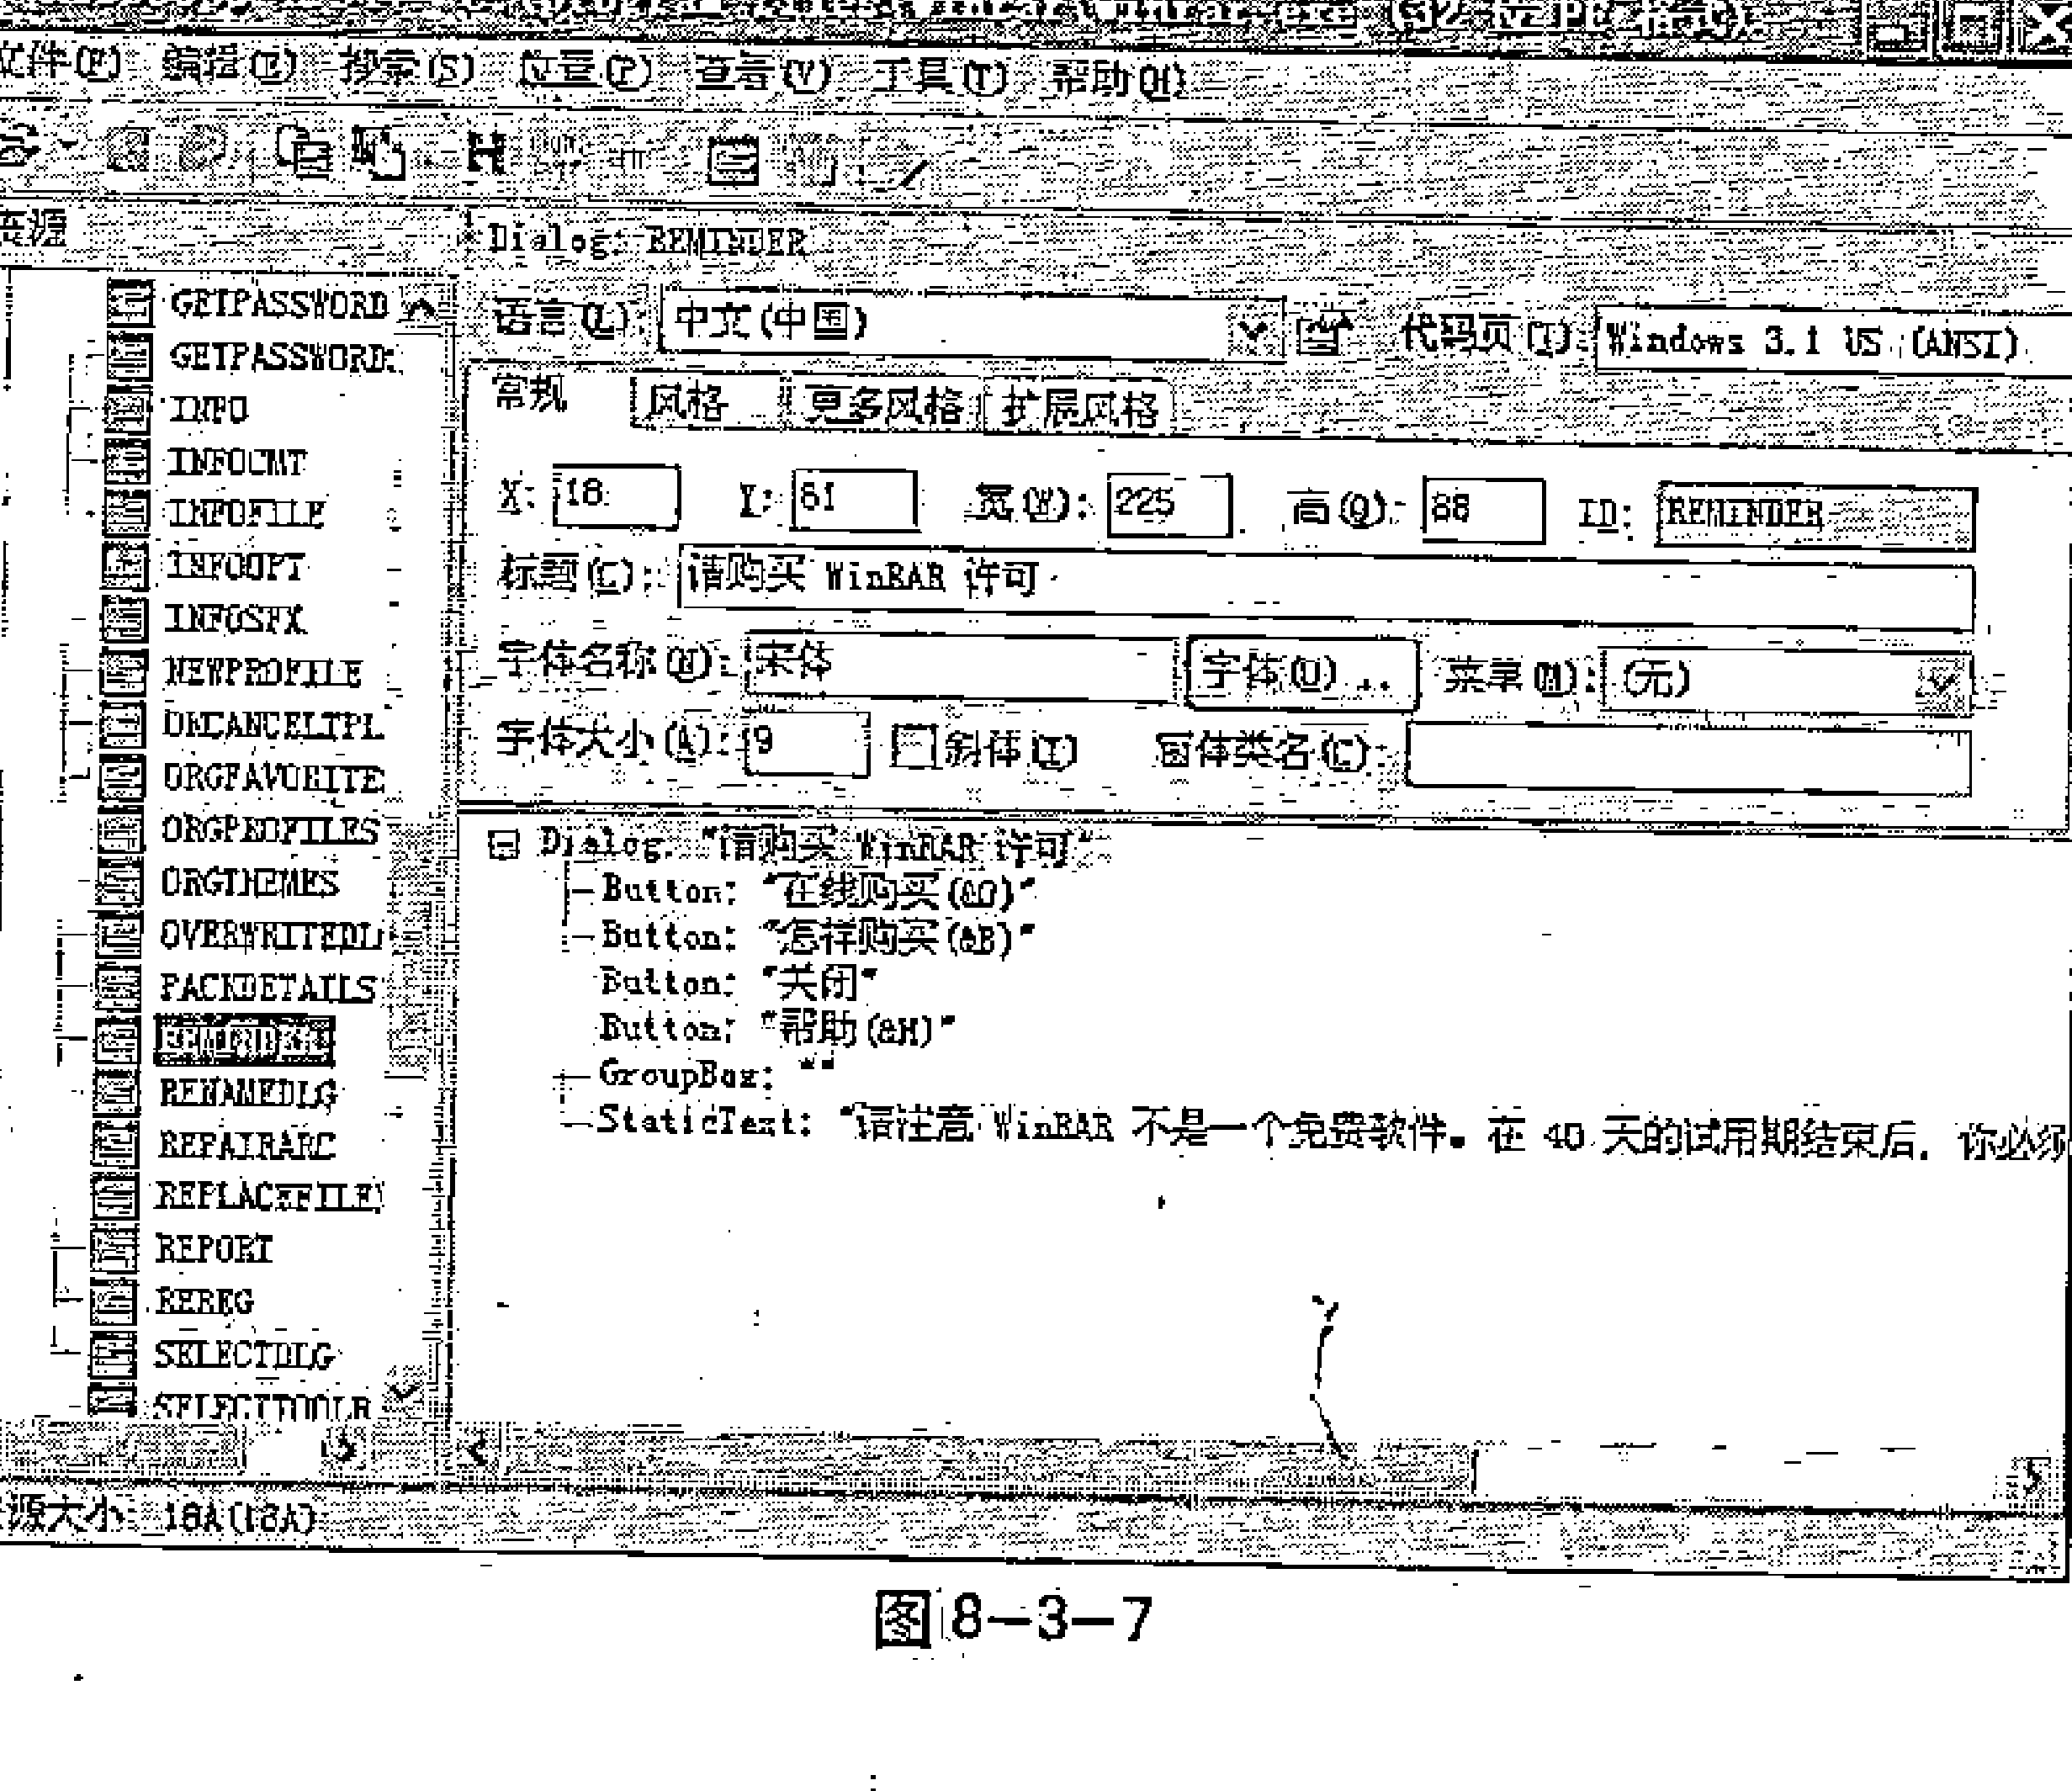 文件(F) 编辑(E) 搜索(S) 位置(P) 查看(V) 工具(T) 帮助(H)
资源
Dialog: REMINDER
GETPASSWORD
GETPASSWORD
INFO
INFOCMT
INFOFILE
INFOOPT
INFOSFX
NEWPROFILE
OKCANCELTPL
ORGFAVORITE
ORGPROFILES
ORGTHEMES
OVERWRITEDL
PACKDETAILS
REMINDER
RENAMEDLG
REPAIRARC
REPLACEFILE
REPORT
REREG
SELECTDLG
SELECTTOOLB
语言(L): 中文(中国) 代码页(I): Windows 3.1 US (ANSI)
常规 风格 更多风格 扩展风格
X: 18 Y: 81 宽(W): 225 高(Q): 88 ID: REMINDER
标题(C): 请购买 WinRAR 许可
字体名称(N): 宋体 字体(U)... 菜单(M): (无)
字体大小(A): 9 斜体(I) 窗体类名(C):
Dialog: "请购买 WinRAR 许可"
Button: "在线购买(&O)"
Button: "怎样购买(&B)"
Button: "关闭"
Button: "帮助(&H)"
GroupBox: ""
StaticText: "请注意 WinRAR 不是一个免费软件。在 40 天的试用期结束后，你必须
源大小 18A(18A)
图 8-3-7